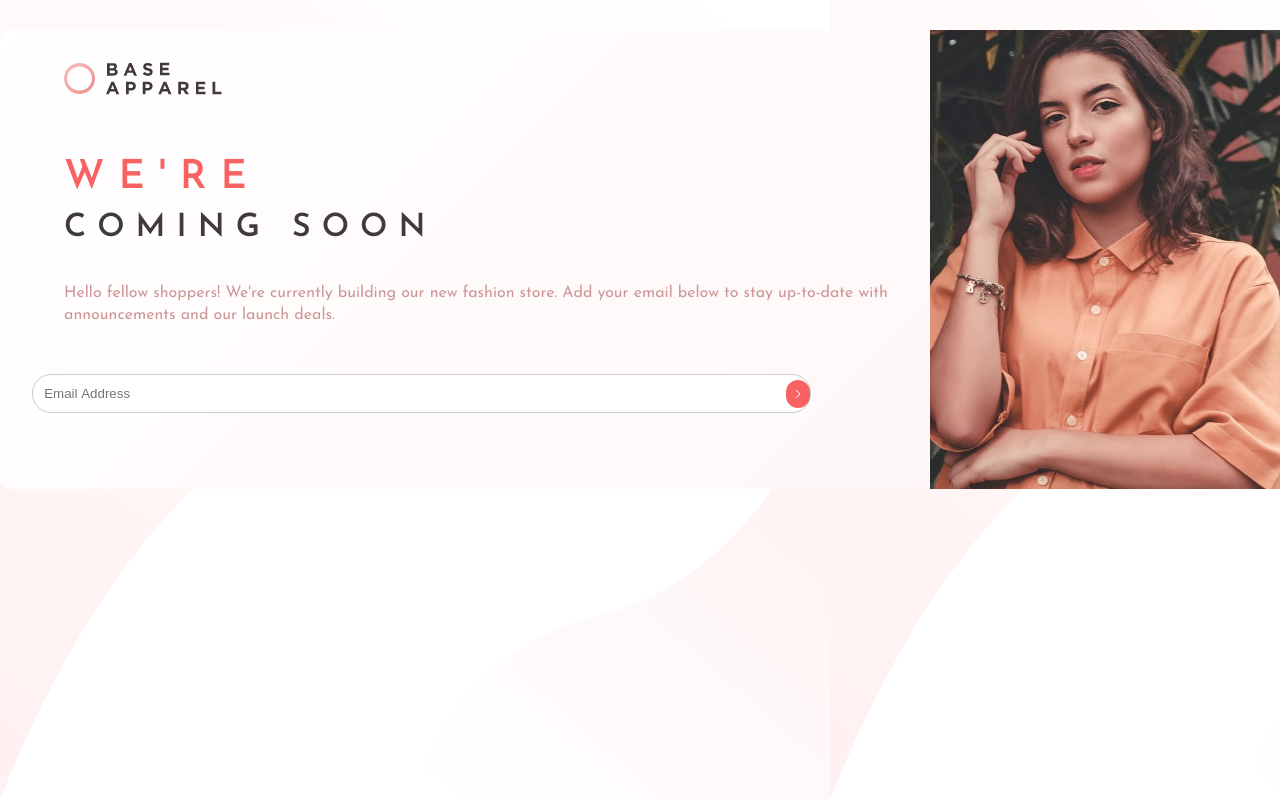 BASE
APPAREL
WE'RE
COMING SOON
Hello fellow shoppers! We're currently building our new fashion store. Add your email below to stay up-to-date with
announcements and our launch deals.
Email Address